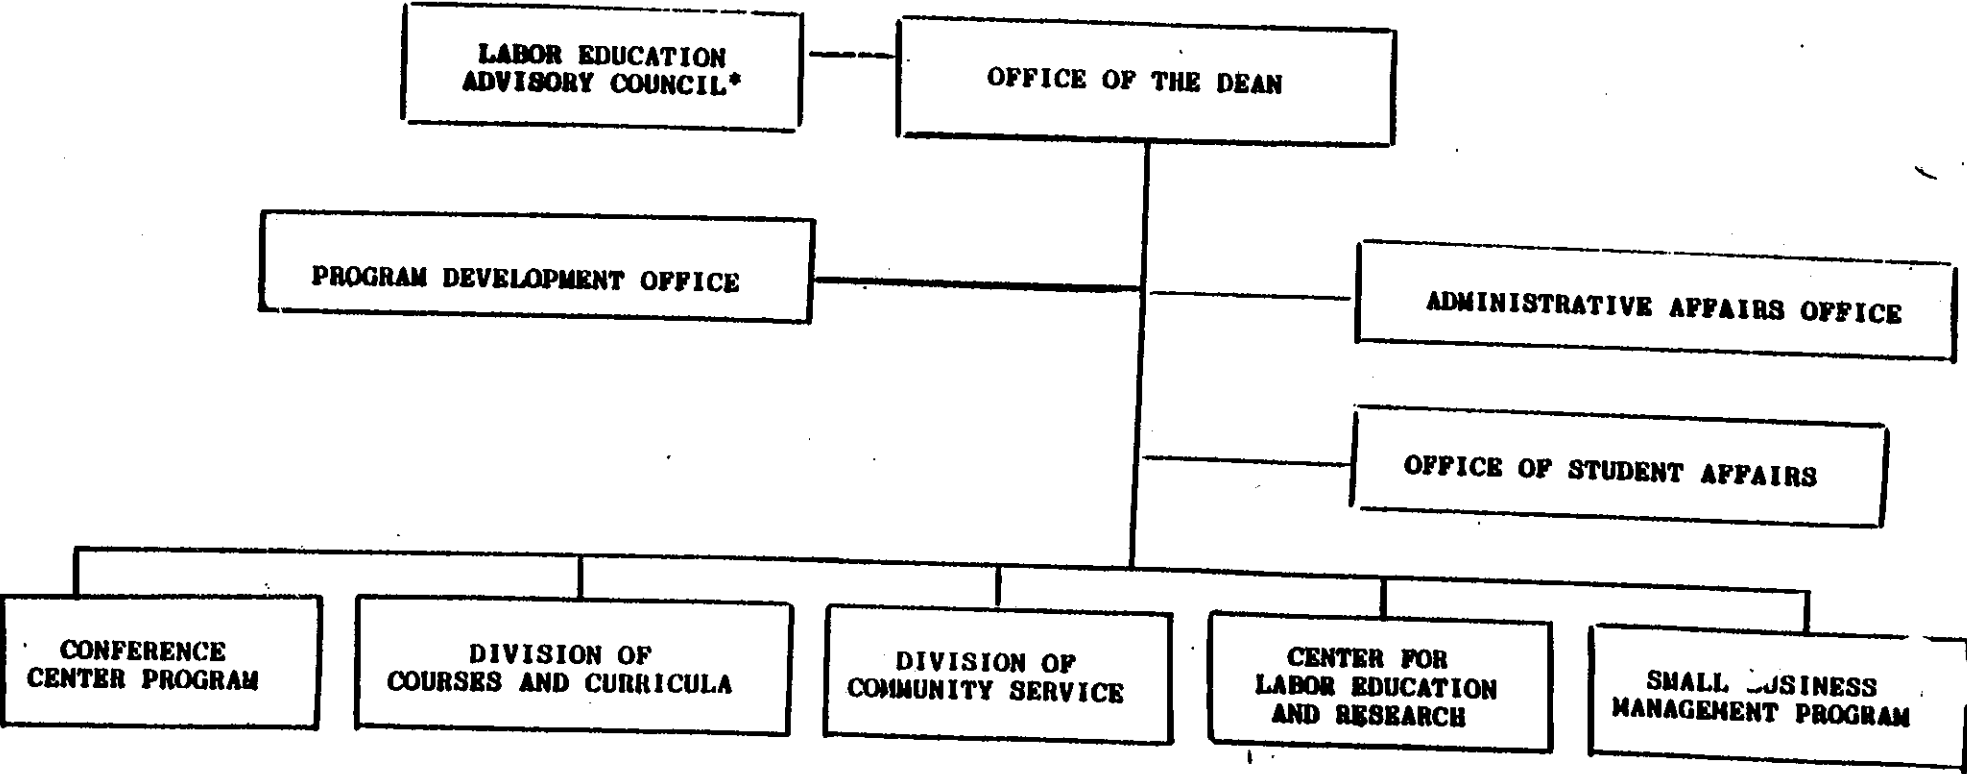 LABOR EDUCATION
ADVISORY COUNCIL*
OFFICE OF THE DEAN
PROGRAM DEVELOPMENT OFFICE
ADMINISTRATIVE AFFAIRS OFFICE
OFFICE OF STUDENT AFFAIRS
CONFERENCE
CENTER PROGRAM
DIVISION OF
COURSES AND CURRICULA
DIVISION OF
COMMUNITY SERVICE
CENTER FOR
LABOR EDUCATION
AND RESEARCH
SMALL BUSINESS
MANAGEMENT PROGRAM